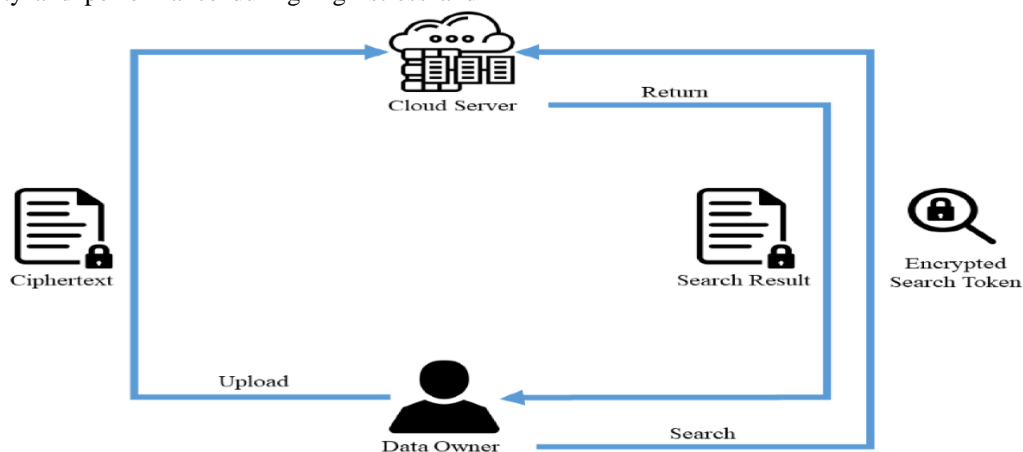 Cloud Server
Return
Ciphertext
Search Result
Encrypted
Search Token
Upload
Data Owner
Search